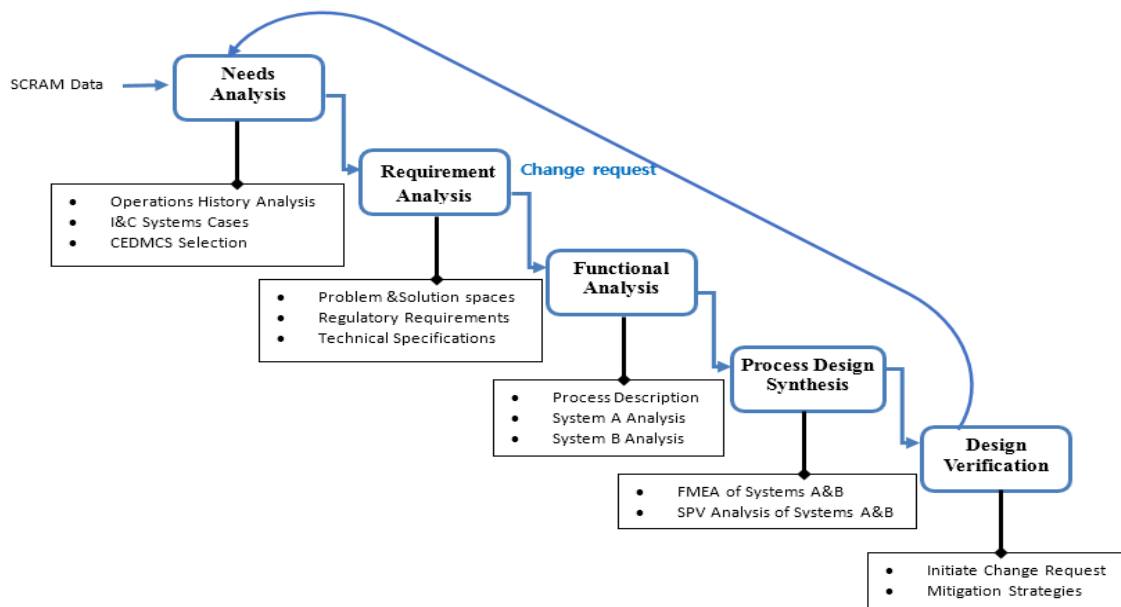 SCRAM Data
Needs
Analysis
• Operations History Analysis
• I&C Systems Cases
• CEDMCS Selection
Requirement
Analysis
Change request
• Problem &Solution spaces
• Regulatory Requirements
• Technical Specifications
Functional
Analysis
• Process Description
• System A Analysis
• System B Analysis
Process Design
Synthesis
• FMEA of Systems A&B
• SPV Analysis of Systems A&B
Design
Verification
• Initiate Change Request
• Mitigation Strategies